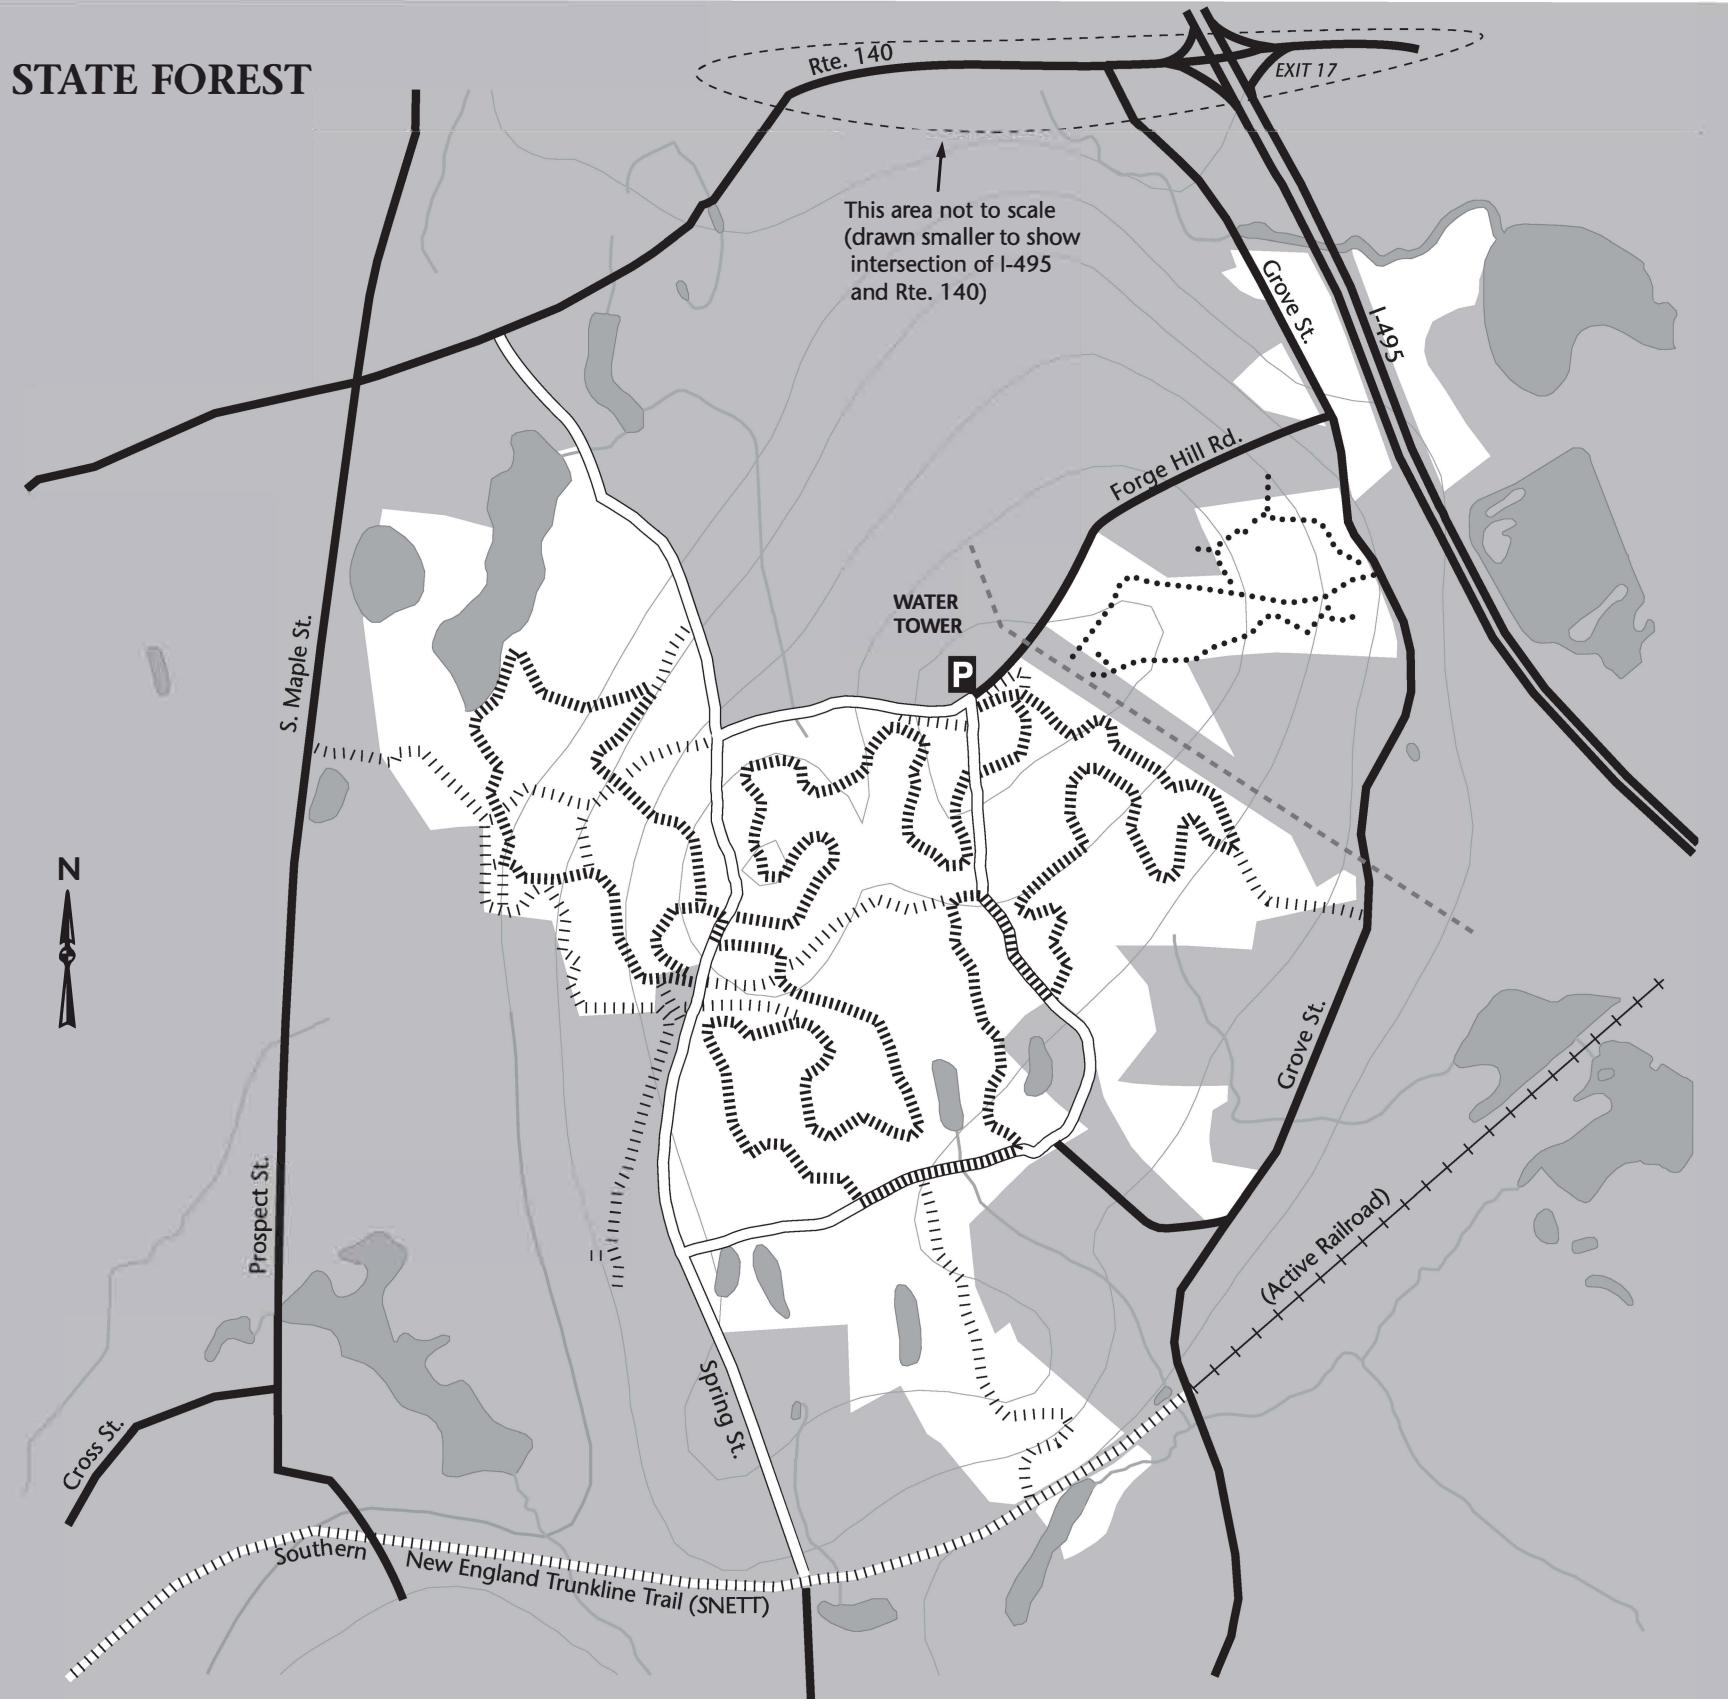 STATE FOREST
Rte. 140
EXIT 17
This area not to scale
(drawn smaller to show
intersection of I-495
and Rte. 140)
Grove St.
I-495
Forge Hill Rd.
WATER
TOWER
P
S. Maple St.
N
Grove St.
Prospect St.
(Active Railroad)
Spring St.
Cross St.
Southern New England Trunkline Trail (SNETT)